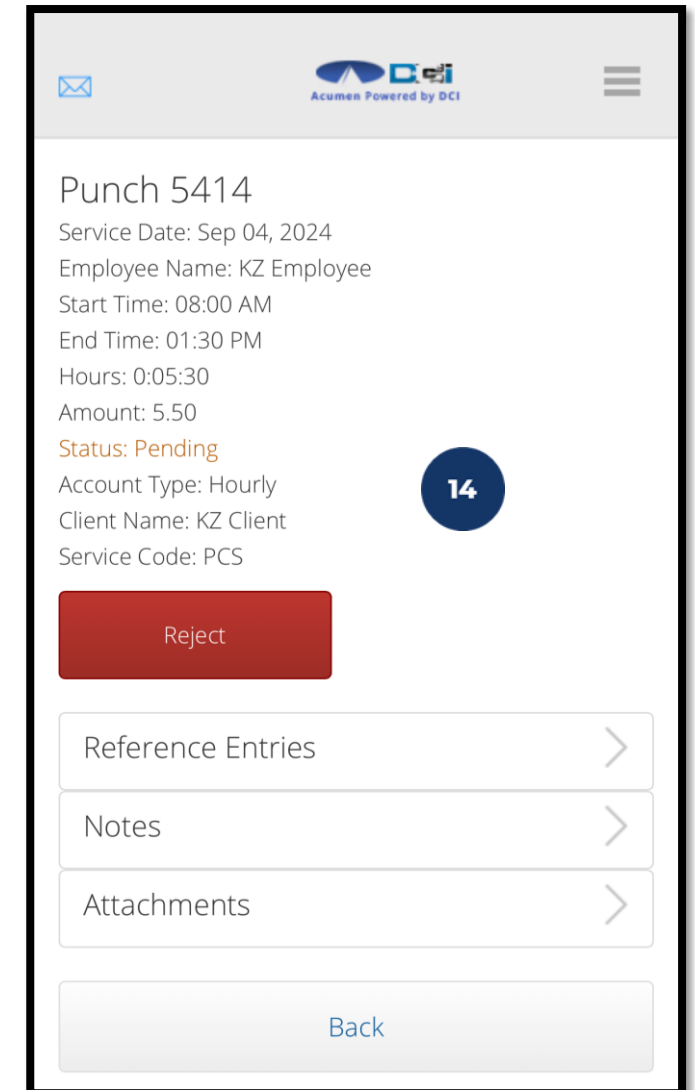 DCi
Acumen Powered by DCI
Punch 5414
Service Date: Sep 04, 2024
Employee Name: KZ Employee
Start Time: 08:00 AM
End Time: 01:30 PM
Hours: 0:05:30
Amount: 5.50
Status: Pending
Account Type: Hourly
14
Client Name: KZ Client
Service Code: PCS
Reject
Reference Entries
Notes
Attachments
Back